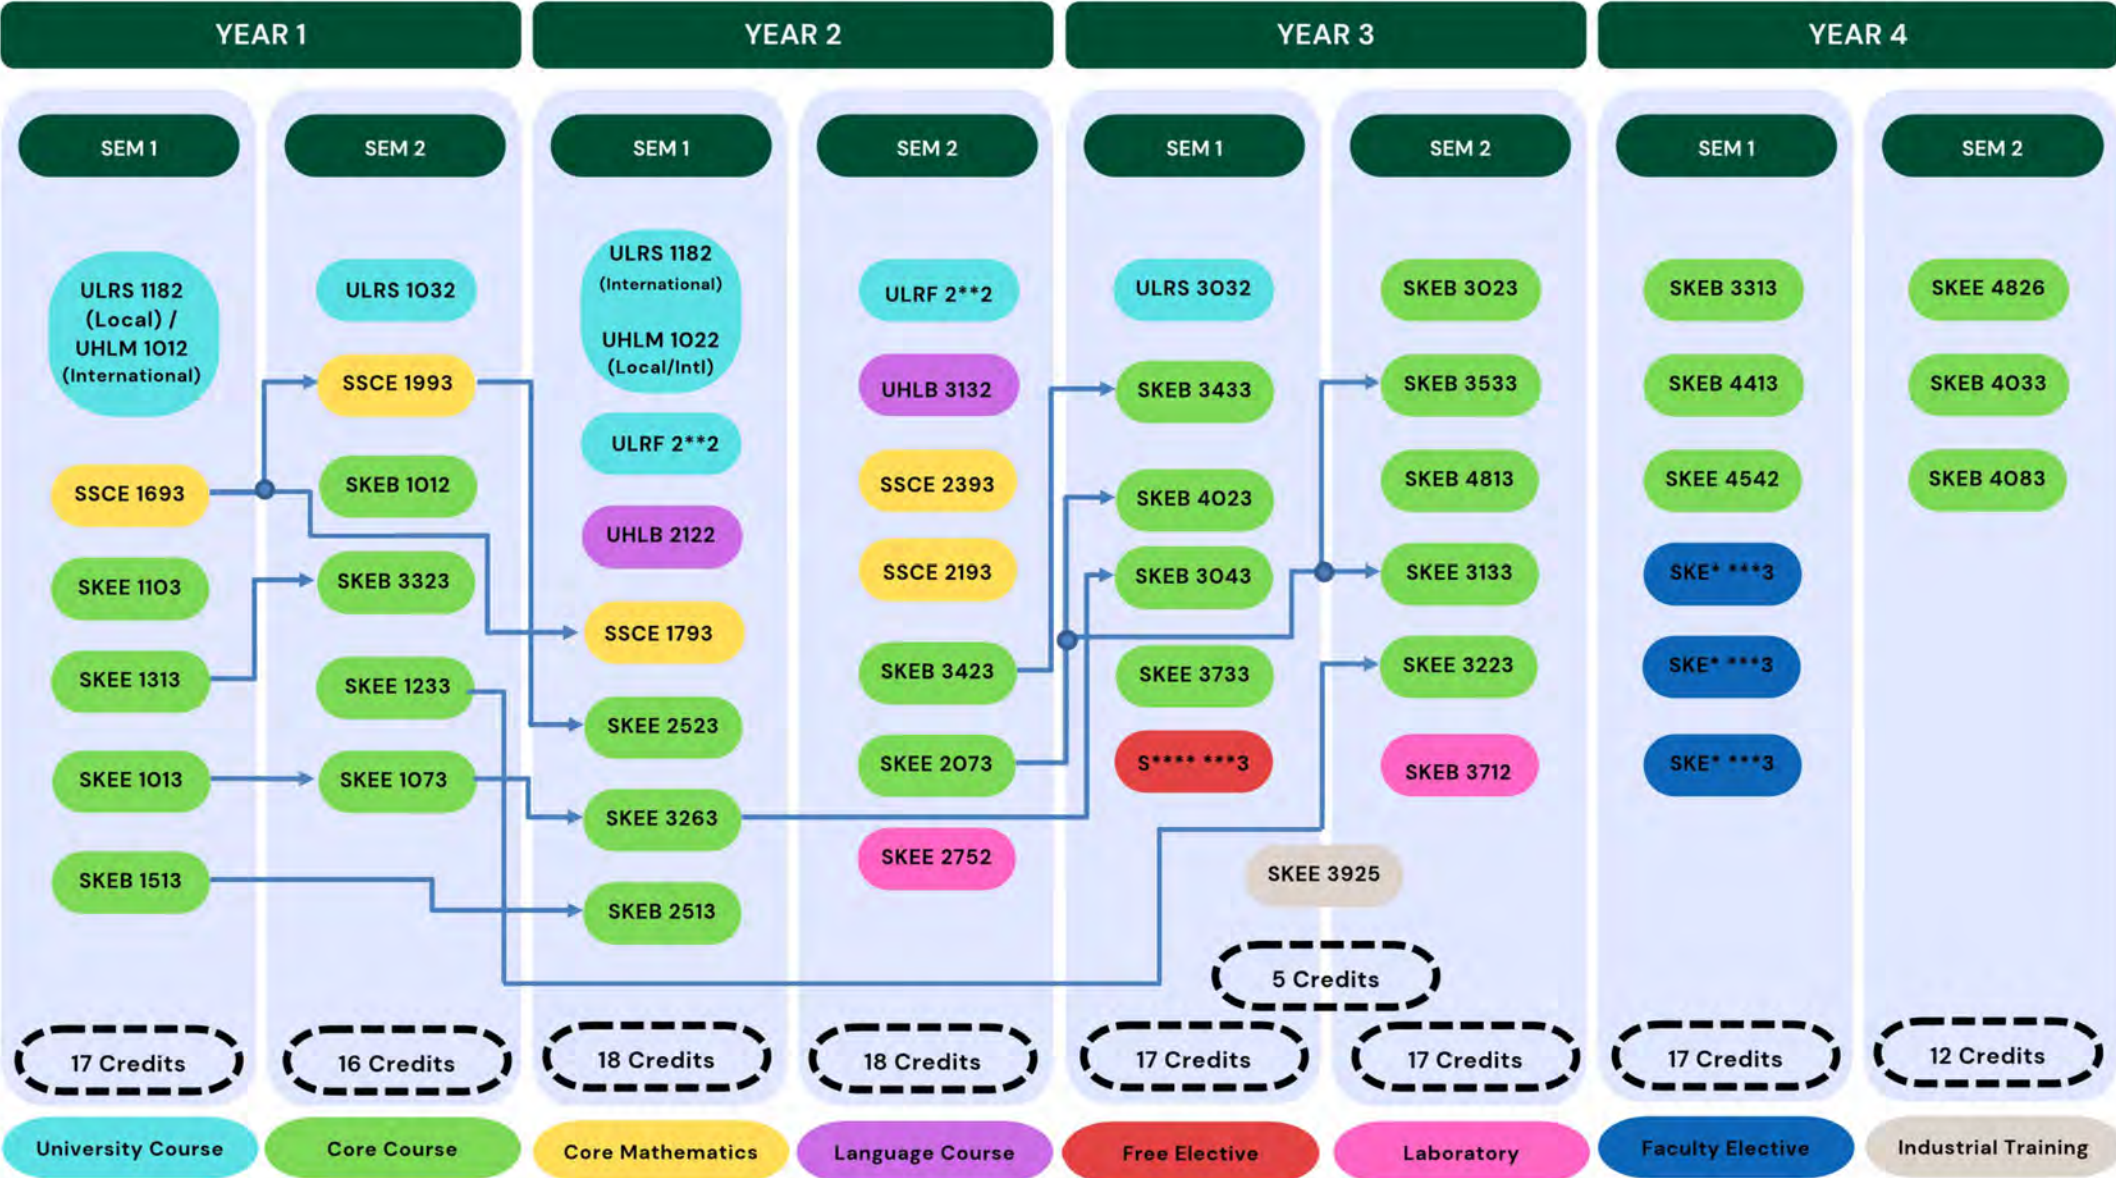 YEAR 1
YEAR 2
YEAR 3
YEAR 4
SEM 1
SEM 2
SEM 1
SEM 2
SEM 1
SEM 2
SEM 1
SEM 2
ULRS 1182
(Local) /
UHLM 1012
(International)
SSCE 1693
SKEE 1103
SKEE 1313
SKEE 1013
SKEB 1513
17 Credits
ULRS 1032
SSCE 1993
SKEB 1012
SKEB 3323
SKEE 1233
SKEE 1073
16 Credits
ULRS 1182
(International)
UHLM 1022
(Local/Intl)
ULRF 2**2
UHLB 2122
SSCE 1793
SKEE 2523
SKEE 3263
SKEB 2513
18 Credits
ULRF 2**2
UHLB 3132
SSCE 2393
SSCE 2193
SKEB 3423
SKEE 2073
SKEE 2752
18 Credits
ULRS 3032
SKEB 3433
SKEB 4023
SKEB 3043
SKEE 3733
S**** ***3
17 Credits
SKEB 3023
SKEB 3533
SKEB 4813
SKEE 3133
SKEE 3223
SKEB 3712
SKEE 3925
5 Credits
17 Credits
SKEB 3313
SKEB 4413
SKEE 4542
SKE* ***3
SKE* ***3
SKE* ***3
17 Credits
SKEE 4826
SKEB 4033
SKEB 4083
12 Credits
University Course
Core Course
Core Mathematics
Language Course
Free Elective
Laboratory
Faculty Elective
Industrial Training